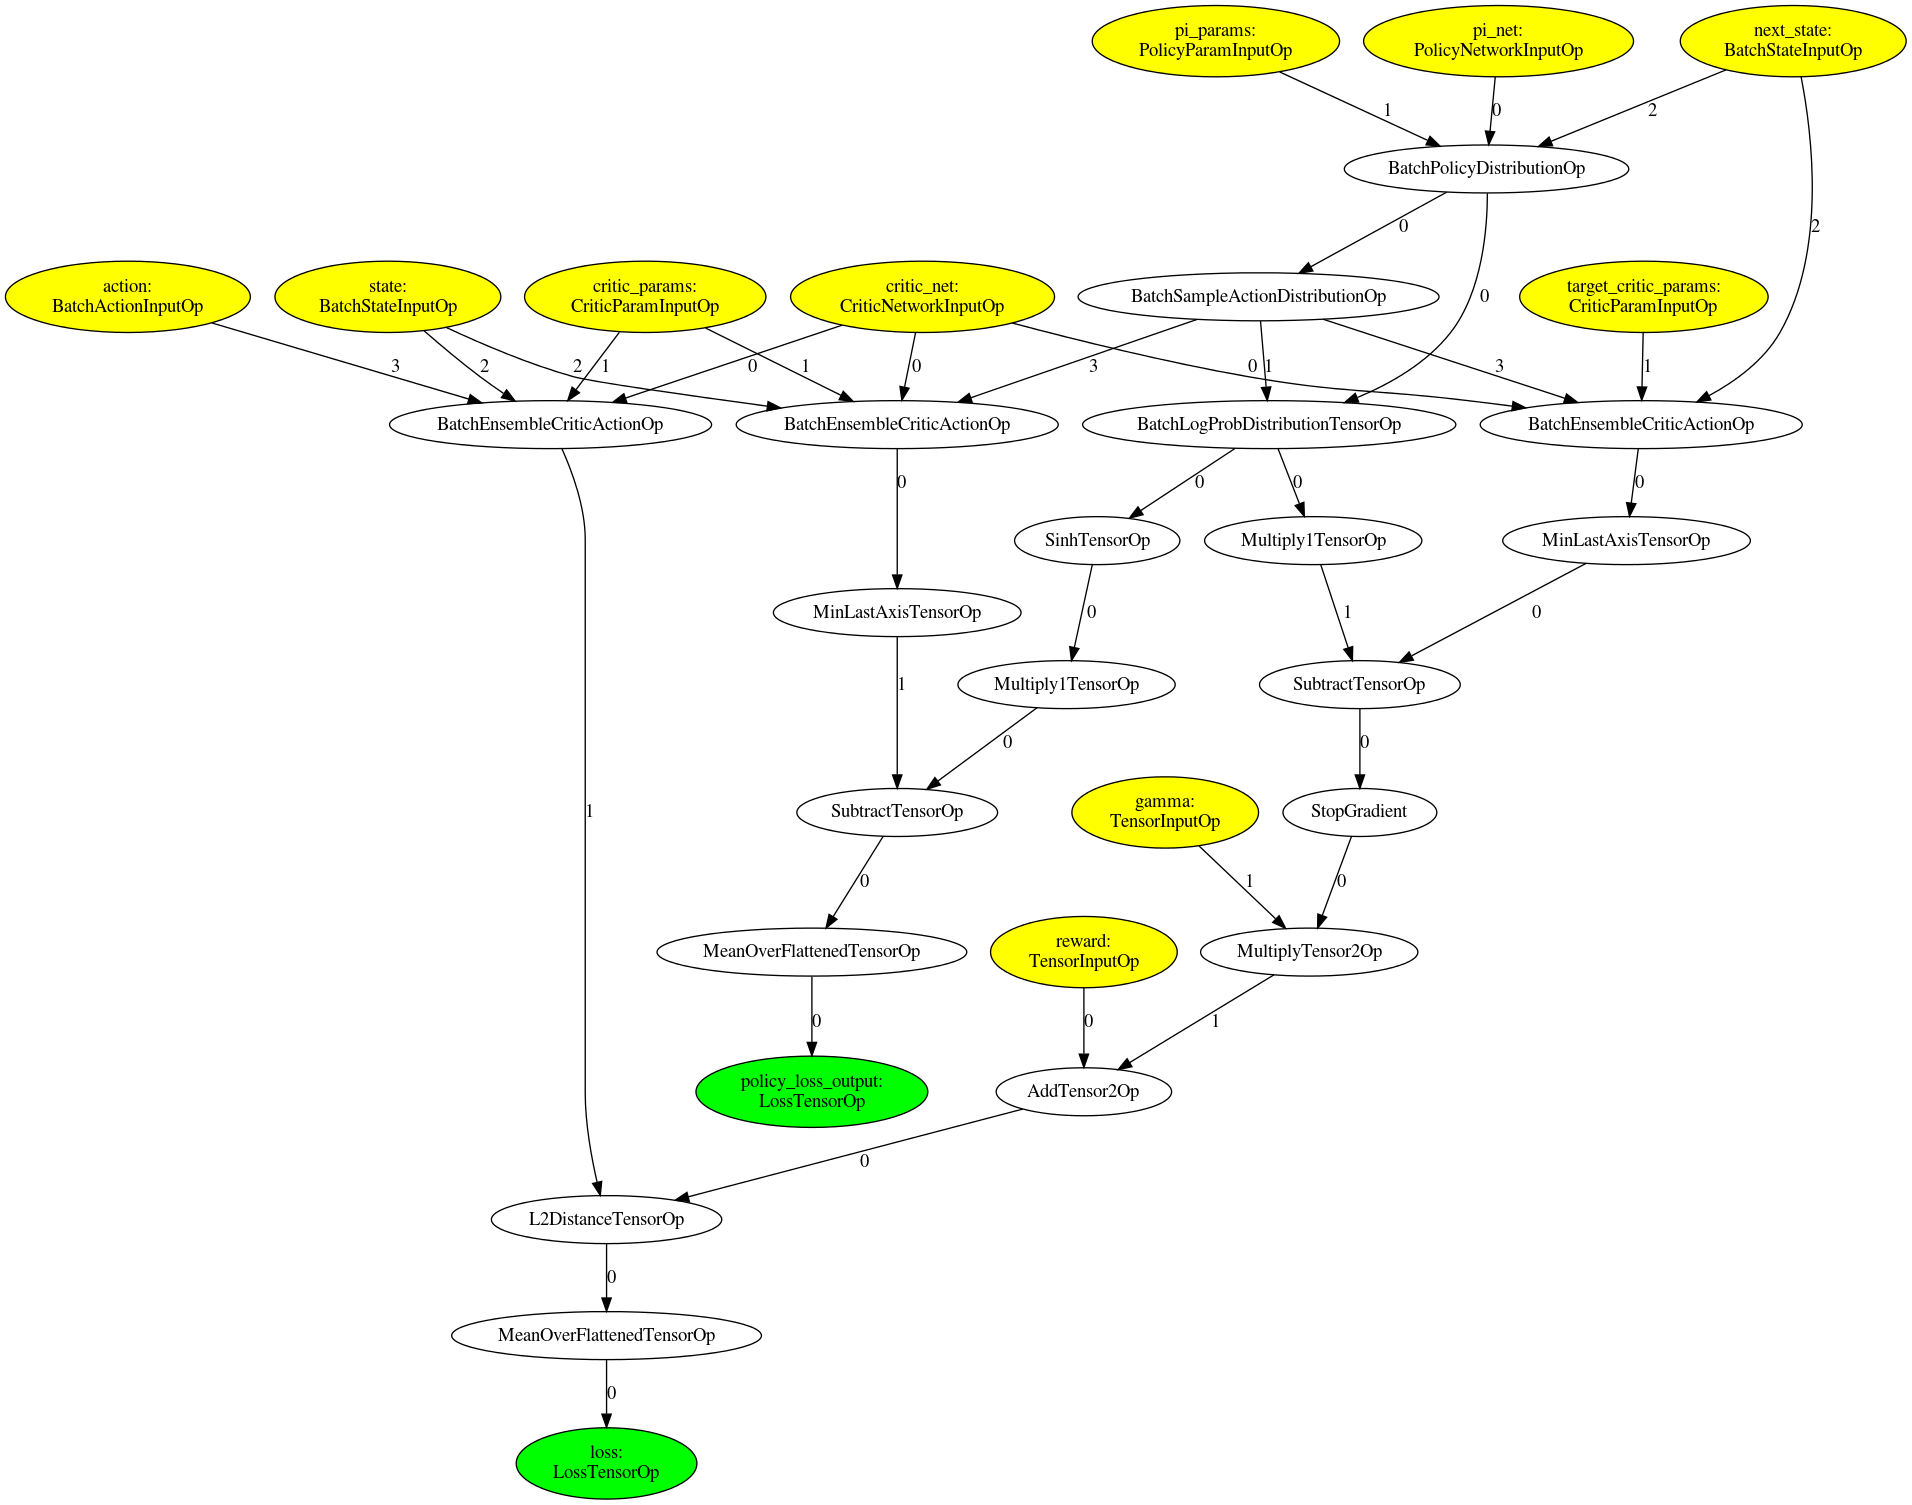 pi_params:
PolicyParamInputOp
pi_net:
PolicyNetworkInputOp
next_state:
BatchStateInputOp
1
0
2
BatchPolicyDistributionOp
0
2
action:
BatchActionInputOp
state:
BatchStateInputOp
critic_params:
CriticParamInputOp
critic_net:
CriticNetworkInputOp
BatchSampleActionDistributionOp
0
target_critic_params:
CriticParamInputOp
3
2
2
1
0
1
0
3
0
1
3
1
BatchEnsembleCriticActionOp
BatchEnsembleCriticActionOp
BatchLogProbDistributionTensorOp
BatchEnsembleCriticActionOp
0
0
0
0
SinhTensorOp
Multiply1TensorOp
MinLastAxisTensorOp
MinLastAxisTensorOp
0
1
0
1
Multiply1TensorOp
SubtractTensorOp
0
0
1
SubtractTensorOp
gamma:
TensorInputOp
StopGradient
0
1
0
MeanOverFlattenedTensorOp
reward:
TensorInputOp
MultiplyTensor2Op
0
0
1
policy_loss_output:
LossTensorOp
AddTensor2Op
0
L2DistanceTensorOp
0
MeanOverFlattenedTensorOp
0
loss:
LossTensorOp